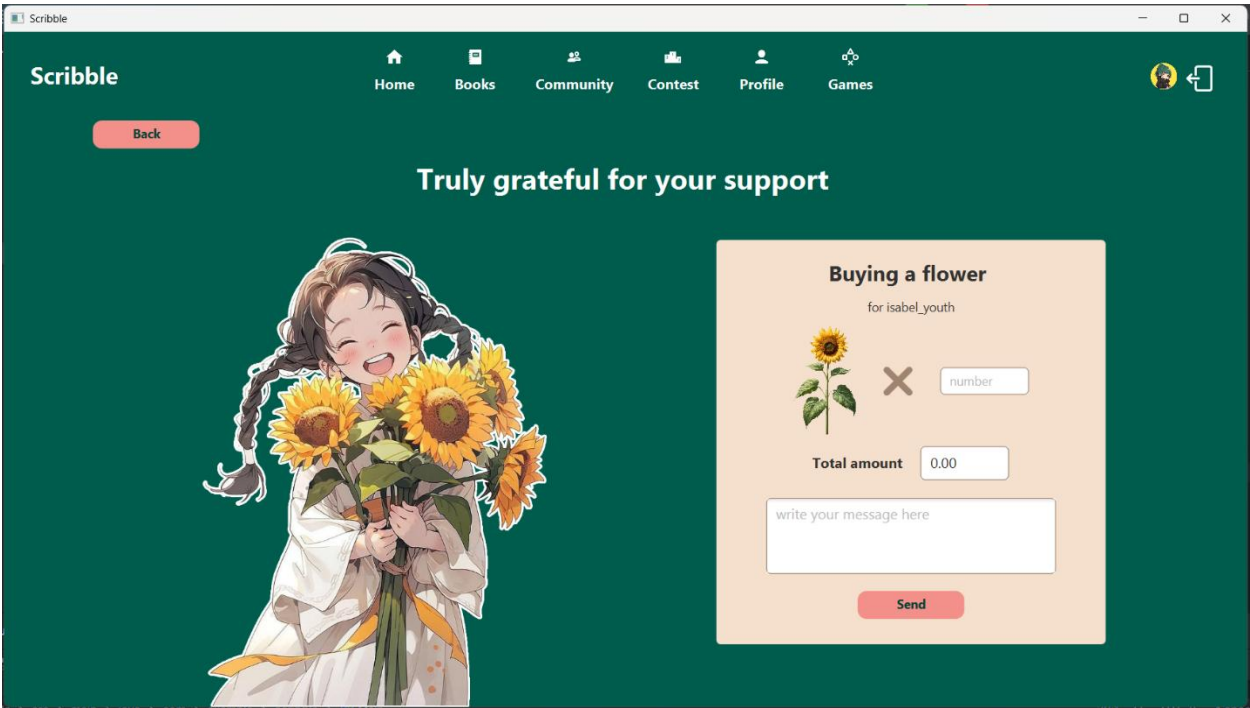 Scribble
Scribble
Home
Books
Community
Contest
Profile
Games
Back
Truly grateful for your support
Buying a flower
for isabel_youth
number
Total amount 0.00
write your message here
Send